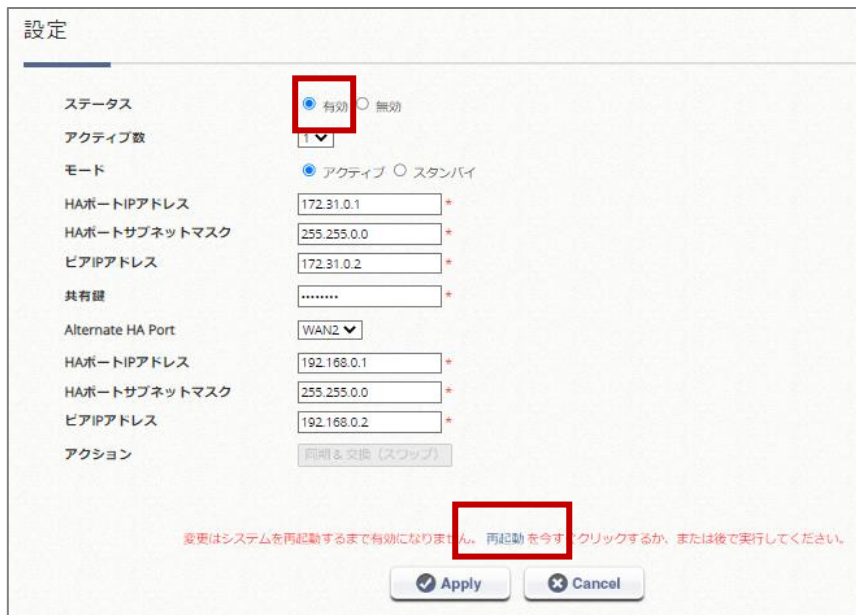 設定
ステータス 有効 無効
アクティブ数 1
モード アクティブ スタンバイ
HAポートIPアドレス 172.31.0.1 *
HAポートサブネットマスク 255.255.0.0 *
ピアIPアドレス 172.31.0.2 *
共有鍵 ········ *
Alternate HA Port WAN2
HAポートIPアドレス 192.168.0.1 *
HAポートサブネットマスク 255.255.0.0 *
ピアIPアドレス 192.168.0.2 *
アクション 同期 & 交換（スワップ）
変更はシステムを再起動するまで有効になりません。 再起動 を今すぐクリックするか、または後で実行してください。
Apply Cancel